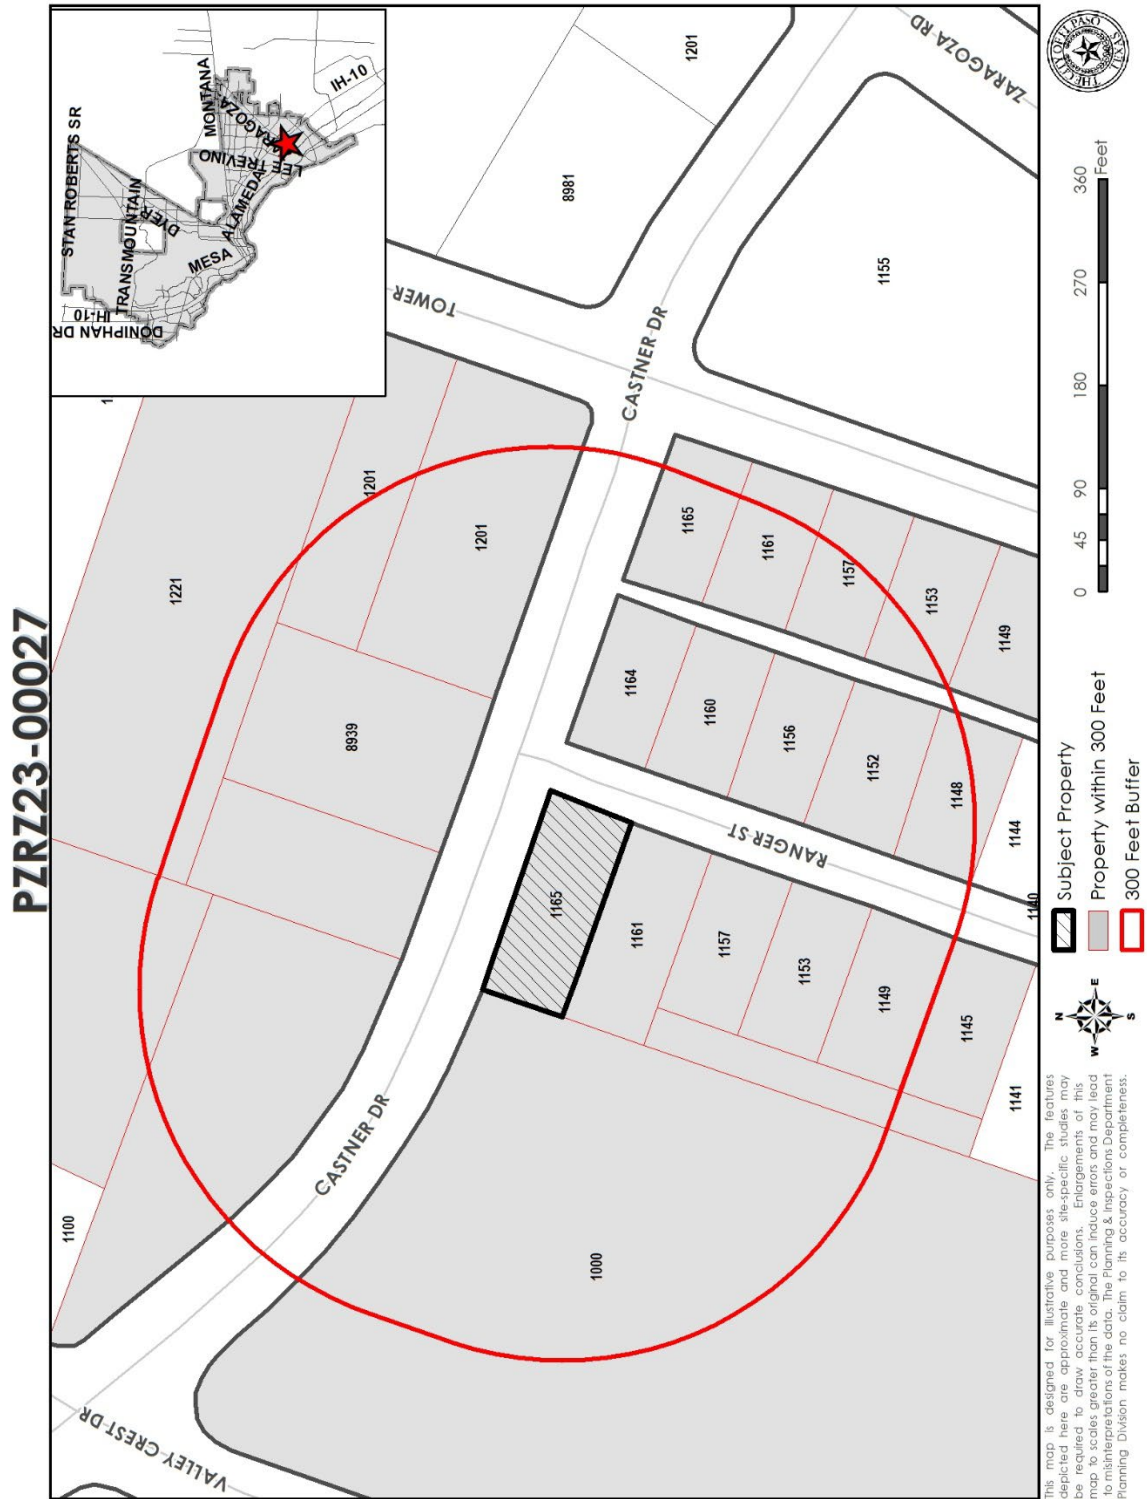 PZRZ23-00027
STAN ROBERTS SR
DONIPHAN DR
IH-10
TRANSMOUNTAIN
DYER
MESA
MONTANA
ALAMEDA
LEE TREVINO
IH-10
1201
8981
ZARAGOZA RD
1155
TOWER
CASTNER DR
1221
1201
1201
8939
1100
CASTNER DR
VALLEY CREST DR
1000
1165
1161
1157
1153
1149
1145
1141
RANGER ST
1164
1160
1156
1152
1148
1144
1140
1165
1161
1157
1153
1149
This map is designed for illustrative purposes only. The features
depicted here are approximate and more site-specific studies may
be required to draw accurate conclusions. Enlargements of this
map to scales greater than its original can induce errors and may lead
to misinterpretations of the data. The Planning & Inspections Department
Planning Division makes no claim to its accuracy or completeness.
N
W
E
S
Subject Property
Property within 300 Feet
300 Feet Buffer
0 45 90 180 270 360
Feet
THE CITY OF EL PASO
TEXAS